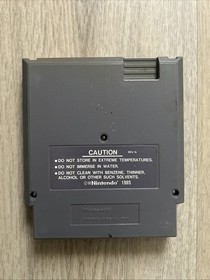 CAUTION REV-A
•DO NOT STORE IN EXTREME TEMPERATURES.
•DO NOT IMMERSE IN WATER.
•DO NOT CLEAN WITH BENZENE, THINNER,
ALCOHOL OR OTHER SUCH SOLVENTS.
©®Nintendo® 1985